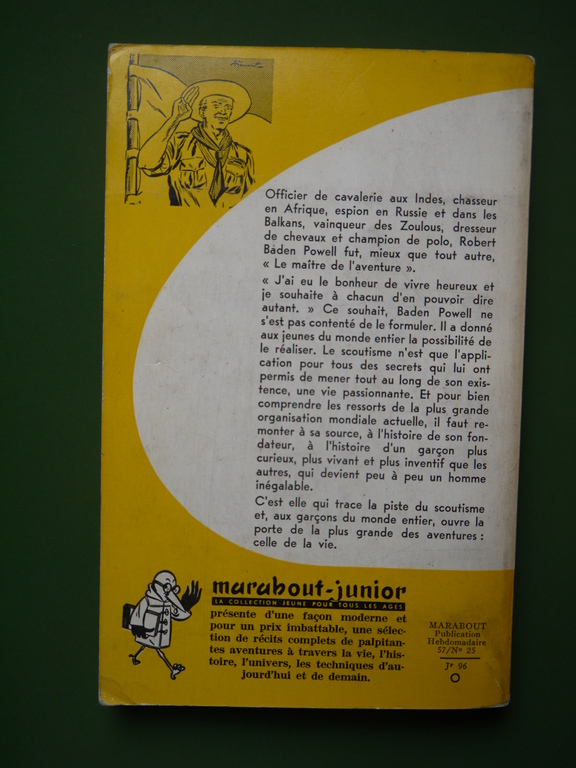 Officier de cavalerie aux Indes, chasseur
en Afrique, espion en Russie et dans les
Balkans, vainqueur des Zoulous, dresseur
de chevaux et champion de polo, Robert
Baden Powell fut, mieux que tout autre,
« Le maître de l'aventure ».
« J'ai eu le bonheur de vivre heureux et
je souhaite à chacun d'en pouvoir dire
autant. » Ce souhait, Baden Powell ne
s'est pas contenté de le formuler. Il a donné
aux jeunes du monde entier la possibilité de
le réaliser. Le scoutisme n'est que l'appli-
cation pour tous des secrets qui lui ont
permis de mener tout au long de son exis-
tence, une vie passionnante. Et pour bien
comprendre les ressorts de la plus grande
organisation mondiale actuelle, il faut re-
monter à sa source, à l'histoire de son fon-
dateur, à l'histoire d'un garçon plus
curieux, plus vivant et plus inventif que les
autres, qui devient peu à peu un homme
inégalable.
C'est elle qui trace la piste du scoutisme
et, aux garçons du monde entier, ouvre la
porte de la plus grande des aventures :
celle de la vie.
marabout-junior
LA COLLECTION JEUNE POUR TOUS LES AGES
présente d'une façon moderne et
pour un prix imbattable, une sélec-
tion de récits complets de palpitan-
tes aventures à travers la vie, l'his-
toire, l'univers, les techniques d'au-
jourd'hui et de demain.
MARABOUT
Publication
Hebdomadaire
57/N° 25
Jr 96